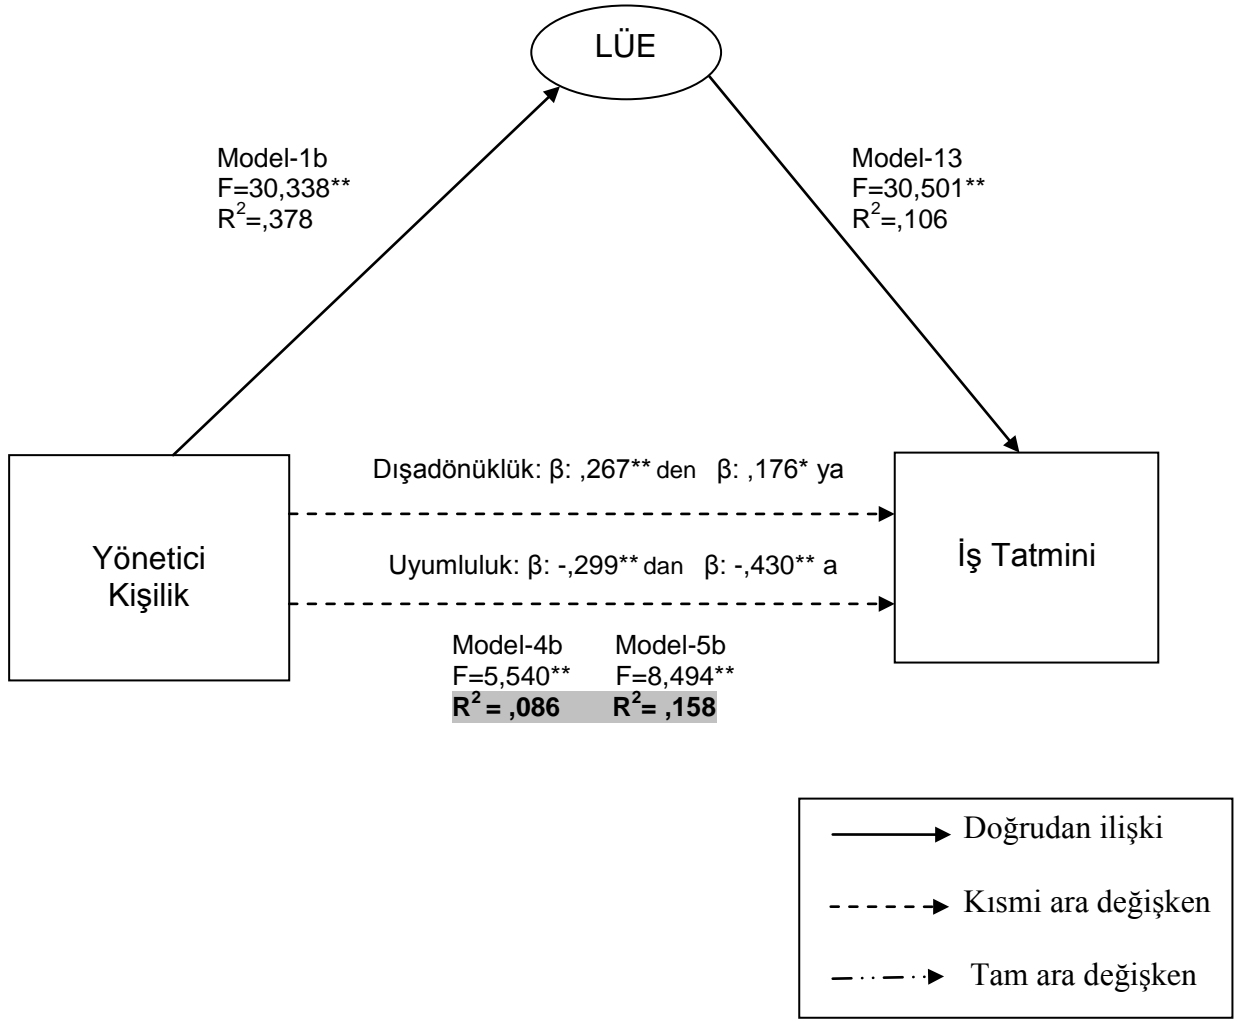 LÜE
Model-1b
F=30,338**
R²=,378
Model-13
F=30,501**
R²=,106
Dışadönüklük: β: ,267** den β: ,176* ya
Yönetici
Kişilik
İş Tatmini
Uyumluluk: β: -,299** dan β: -,430** a
Model-4b Model-5b
F=5,540** F=8,494**
R² = ,086 R²= ,158
Doğrudan ilişki
Kısmi ara değişken
Tam ara değişken